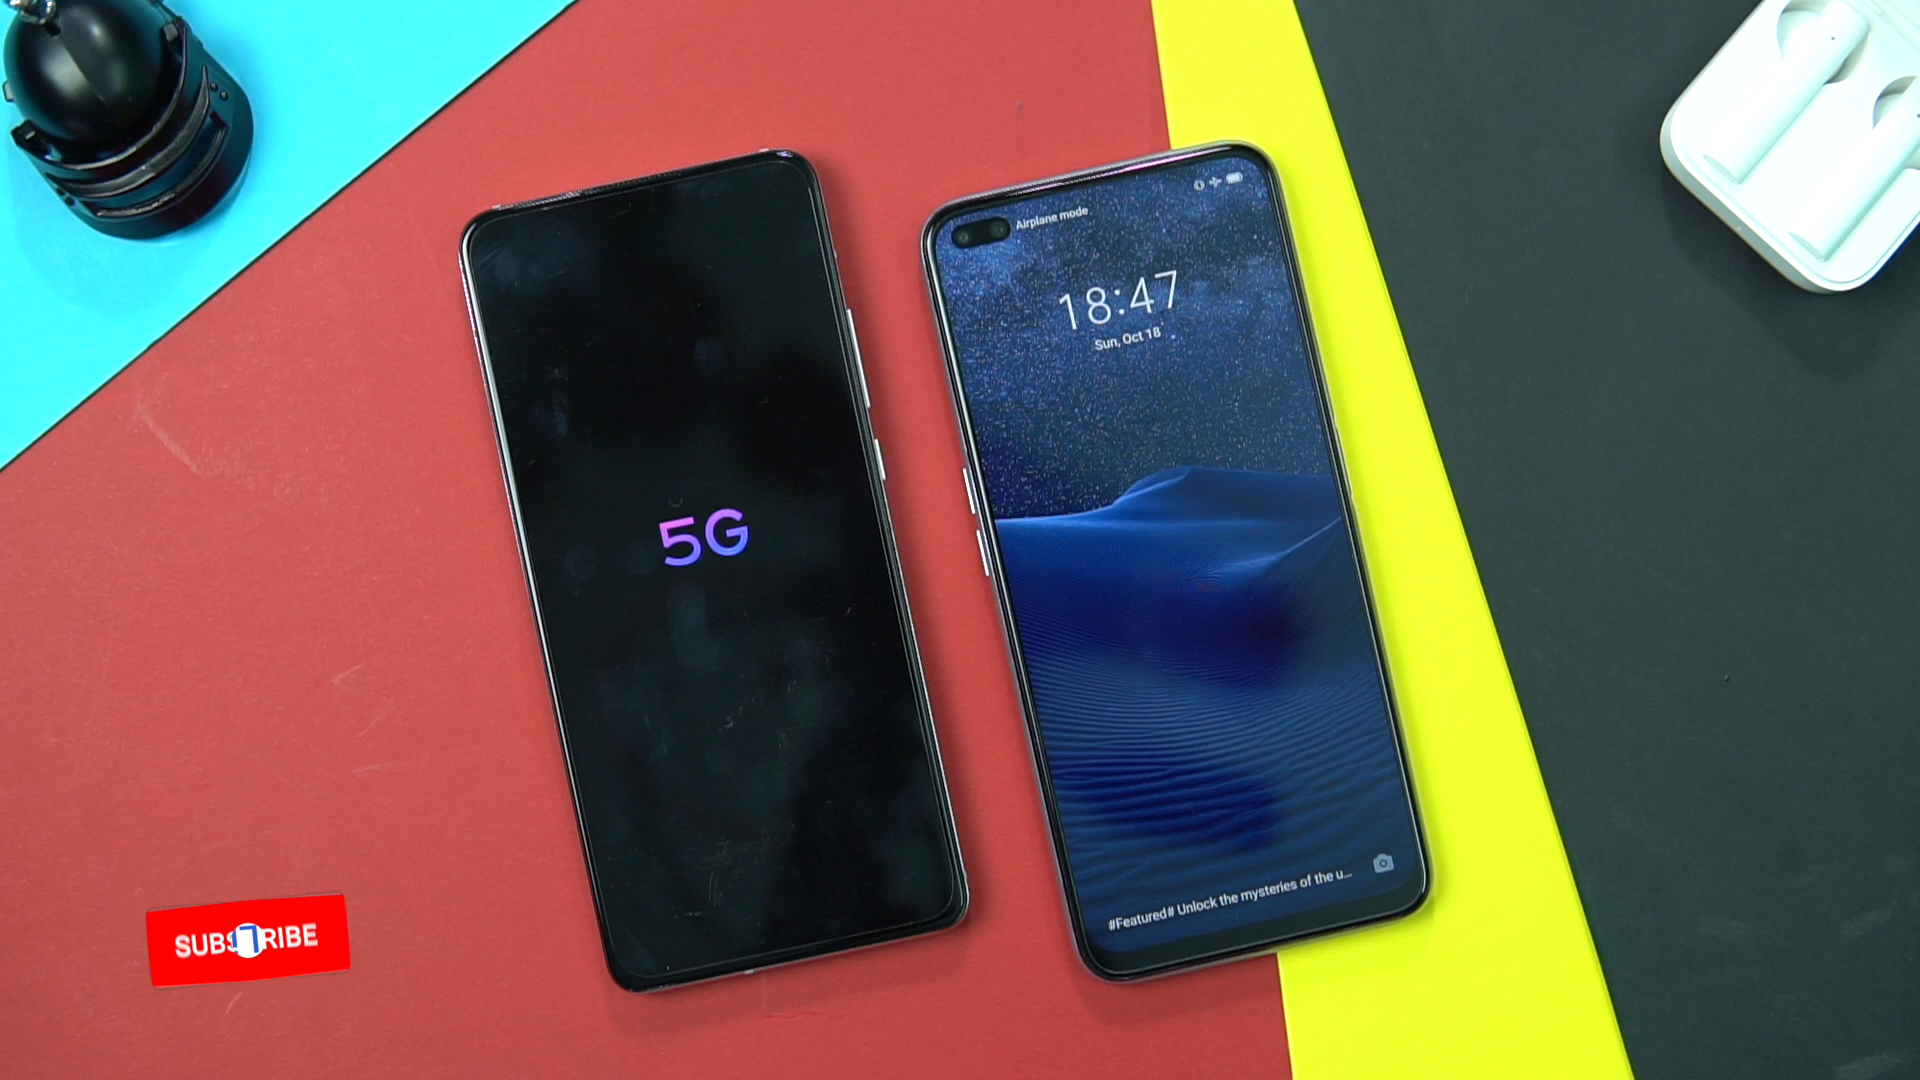 Airplane mode
18:47
Sun, Oct 18
5G
#Featured# Unlock the mysteries of the u...
SUBSCRIBE